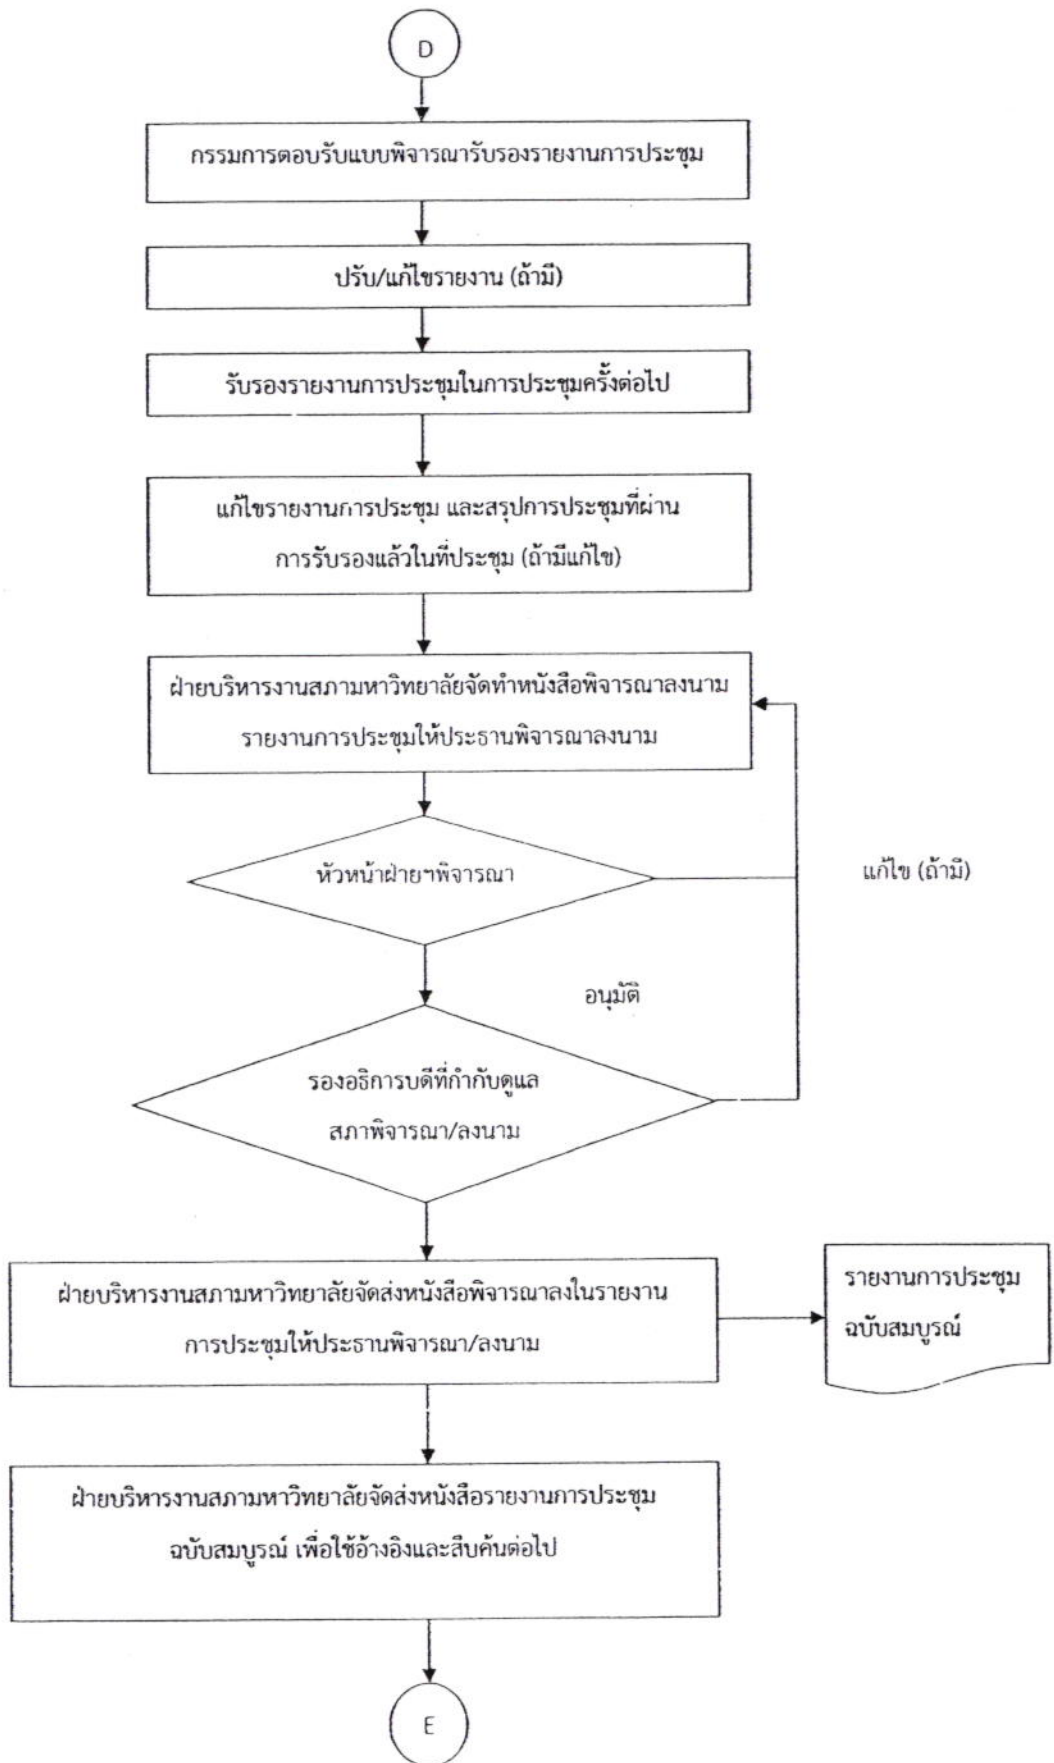 D
กรรมการตอบรับแบบพิจารณารับรองรายงานการประชุม
ปรับ/แก้ไขรายงาน (ถ้ามี)
รับรองรายงานการประชุมในการประชุมครั้งต่อไป
แก้ไขรายงานการประชุม และสรุปการประชุมที่ผ่าน
การรับรองแล้วในที่ประชุม (ถ้ามีแก้ไข)
ฝ่ายบริหารงานสภามหาวิทยาลัยจัดทำหนังสือพิจารณาลงนาม
รายงานการประชุมให้ประธานพิจารณาลงนาม
หัวหน้าฝ่ายฯพิจารณา
แก้ไข (ถ้ามี)
อนุมัติ
รองอธิการบดีที่กำกับดูแล
สภาพิจารณา/ลงนาม
ฝ่ายบริหารงานสภามหาวิทยาลัยจัดส่งหนังสือพิจารณาลงในรายงาน
การประชุมให้ประธานพิจารณา/ลงนาม
รายงานการประชุม
ฉบับสมบูรณ์
ฝ่ายบริหารงานสภามหาวิทยาลัยจัดส่งหนังสือรายงานการประชุม
ฉบับสมบูรณ์ เพื่อใช้อ้างอิงและสืบค้นต่อไป
E